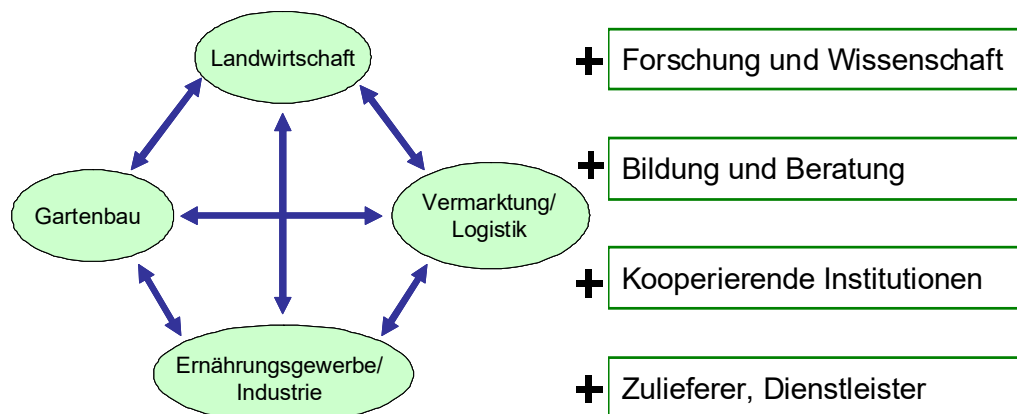 Landwirtschaft
Gartenbau
Vermarktung/
Logistik
Ernährungsgewerbe/
Industrie
+ Forschung und Wissenschaft
+ Bildung und Beratung
+ Kooperierende Institutionen
+ Zulieferer, Dienstleister